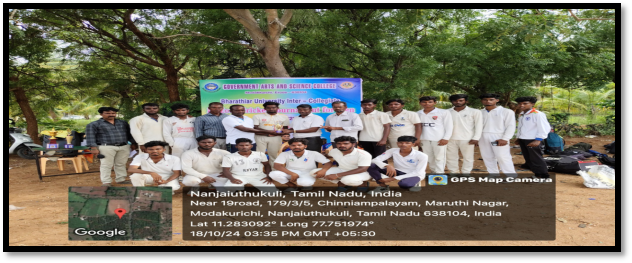 GOVERNMENT ARTS AND SCIENCE COLLEGE
Bharathiar University Inter - Collegiate
GPS Map Camera
Nanjaiuthukuli, Tamil Nadu, India
Near 19road, 179/3/5, Chinniampalayam, Maruthi Nagar,
Modakurichi, Nanjaiuthukuli, Tamil Nadu 638104, India
Lat 11.283092° Long 77.751974°
18/10/24 03:35 PM GMT +05:30
Google